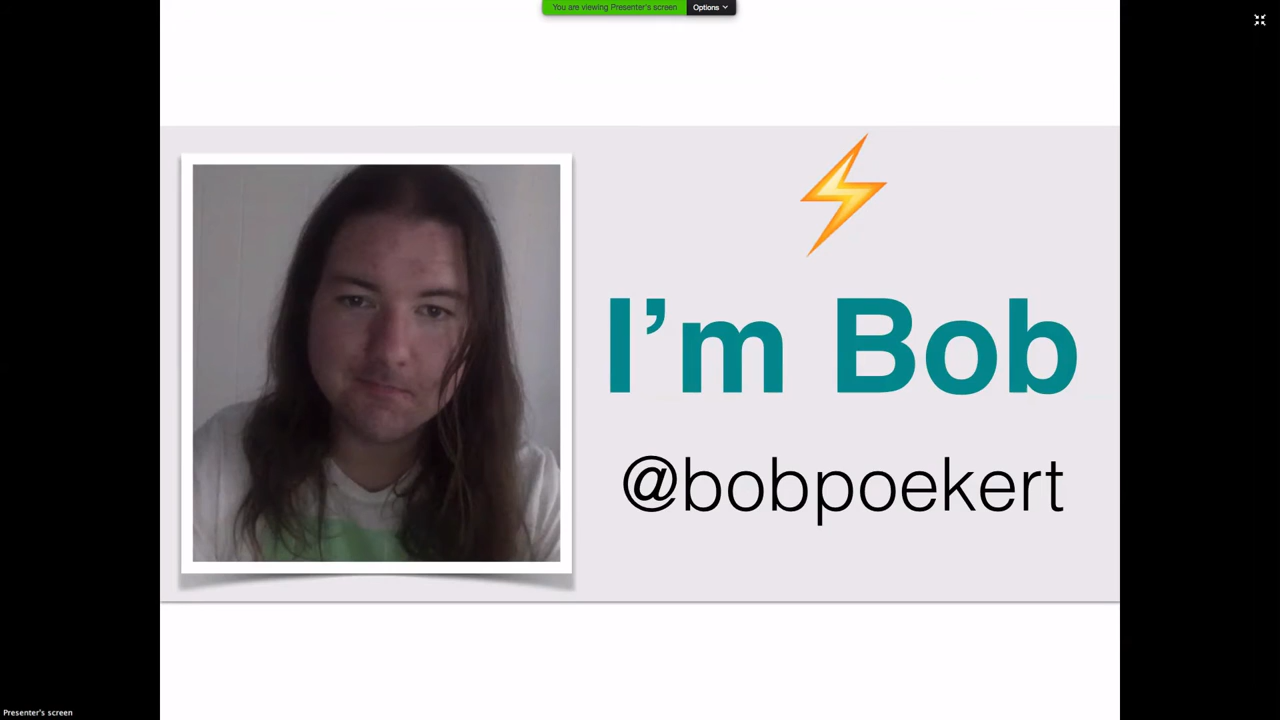 You are viewing Presenter's screen Options
I’m Bob
@bobpoekert
Presenter's screen